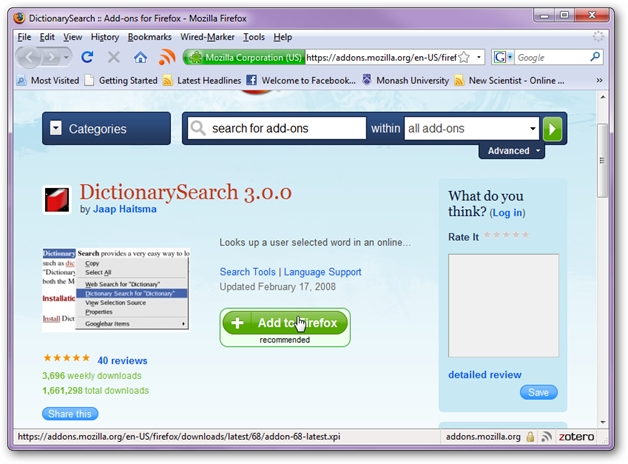 DictionarySearch :: Add-ons for Firefox - Mozilla Firefox
File Edit View History Bookmarks Wired-Marker Tools Help
Mozilla Corporation (US) https://addons.mozilla.org/en-US/firef Google
Most Visited Getting Started Latest Headlines Welcome to Facebook... Monash University New Scientist - Online ... »
Categories search for add-ons within all add-ons
Advanced
DictionarySearch 3.0.0
by Jaap Haitsma
Looks up a user selected word in an online...
Search Tools | Language Support
Updated February 17, 2008
Add to Firefox
recommended
Dictionary Search provides a very easy way to lo
such as
"Dictionary
both the M
Installatio
Install Dict
Copy
Select All
Web Search for "Dictionary"
Dictionary Search for "Dictionary"
View Selection Source
Properties
Googlebar Items
40 reviews
3,696 weekly downloads
1,661,298 total downloads
Share this
What do you
think? (Log in)
Rate It
detailed review
Save
https://addons.mozilla.org/en-US/firefox/downloads/latest/68/addon-68-latest.xpi addons.mozilla.org zotero